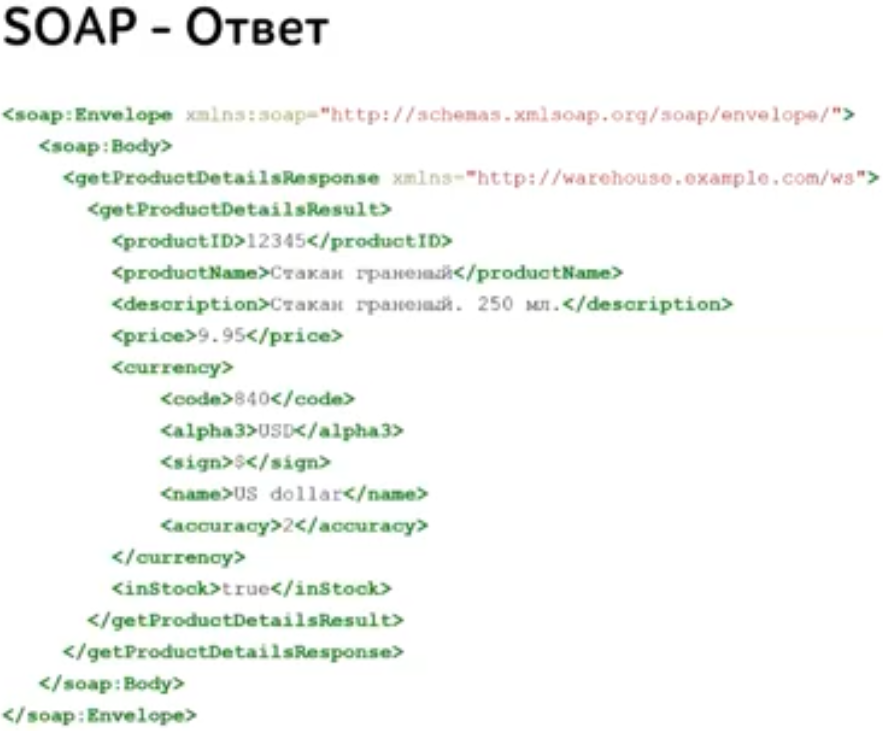 SOAP – Ответ
<soap:Envelope xmlns:soap="http://schemas.xmlsoap.org/soap/envelope/">
<soap:Body>
<getProductDetailsResponse xmlns="http://warehouse.example.com/ws">
<getProductDetailsResult>
<productID>12345</productID>
<productName>Стакан граненый</productName>
<description>Стакан граненый. 250 мл.</description>
<price>9.95</price>
<currency>
<code>840</code>
<alpha3>USD</alpha3>
<sign>$</sign>
<name>US dollar</name>
<accuracy>2</accuracy>
</currency>
<inStock>true</inStock>
</getProductDetailsResult>
</getProductDetailsResponse>
</soap:Body>
</soap:Envelope>